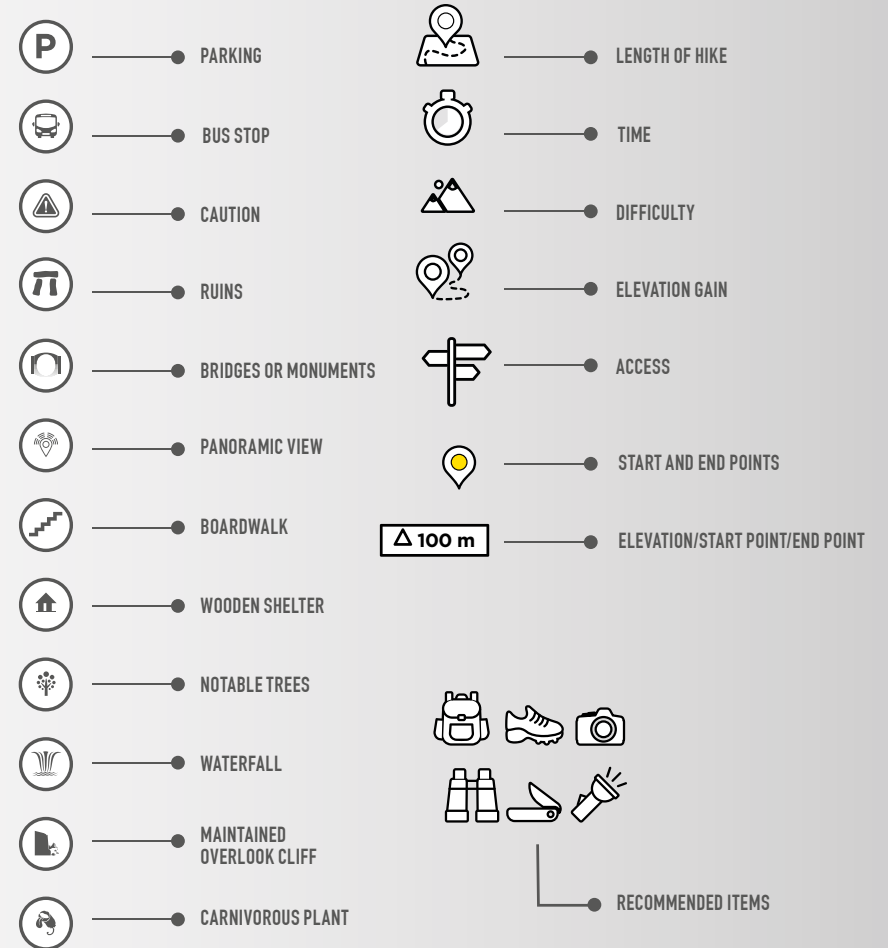 P
PARKING
BUS STOP
CAUTION
RUINS
BRIDGES OR MONUMENTS
PANORAMIC VIEW
BOARDWALK
WOODEN SHELTER
NOTABLE TREES
WATERFALL
MAINTAINED
OVERLOOK CLIFF
CARNIVOROUS PLANT
LENGTH OF HIKE
TIME
DIFFICULTY
ELEVATION GAIN
ACCESS
START AND END POINTS
100 m
ELEVATION/START POINT/END POINT
RECOMMENDED ITEMS